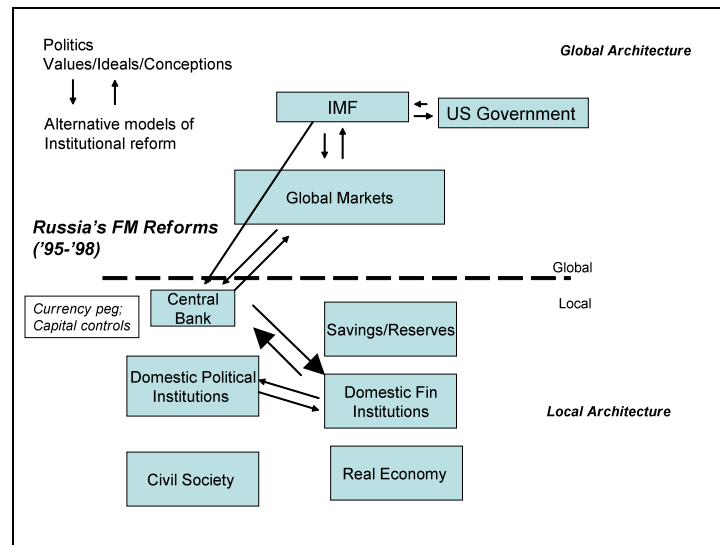 Politics
Values/Ideals/Conceptions
Global Architecture
IMF
US Government
Alternative models of
Institutional reform
Global Markets
Russia's FM Reforms
('95-'98)
Global
Local
Central
Bank
Currency peg;
Capital controls
Savings/Reserves
Domestic Political
Institutions
Domestic Fin
Institutions
Local Architecture
Civil Society
Real Economy